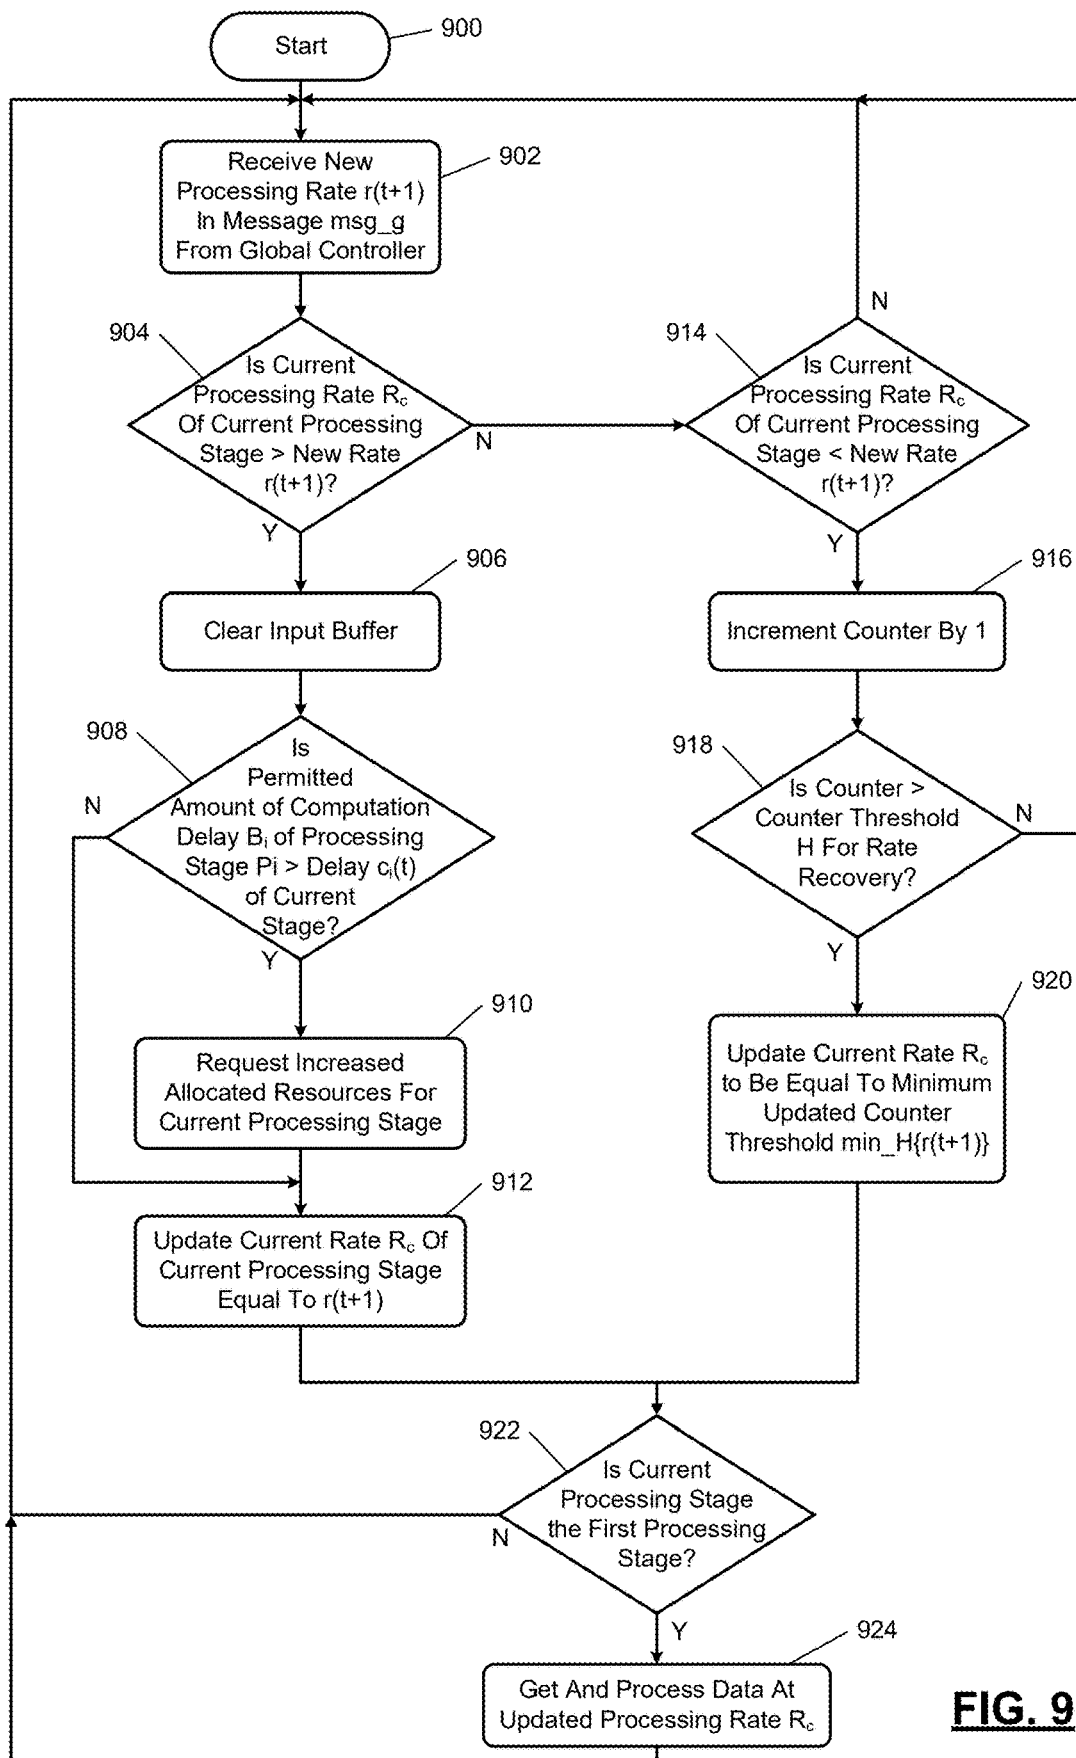 Start
900
Receive New
Processing Rate r(t+1)
In Message msg_g
From Global Controller
902
904
Is Current
Processing Rate Rc
Of Current Processing
Stage > New Rate
r(t+1)?
N
Y
914
Is Current
Processing Rate Rc
Of Current Processing
Stage < New Rate
r(t+1)?
N
Y
906
Clear Input Buffer
916
Increment Counter By 1
908
Is
Permitted
Amount of Computation
Delay Bi of Processing
Stage Pi > Delay ci(t)
of Current
Stage?
N
Y
918
Is Counter >
Counter Threshold
H For Rate
Recovery?
N
Y
910
Request Increased
Allocated Resources For
Current Processing Stage
920
Update Current Rate Rc
to Be Equal To Minimum
Updated Counter
Threshold min_H{r(t+1)}
912
Update Current Rate Rc Of
Current Processing Stage
Equal To r(t+1)
922
Is Current
Processing Stage
the First Processing
Stage?
N
Y
924
Get And Process Data At
Updated Processing Rate Rc
FIG. 9